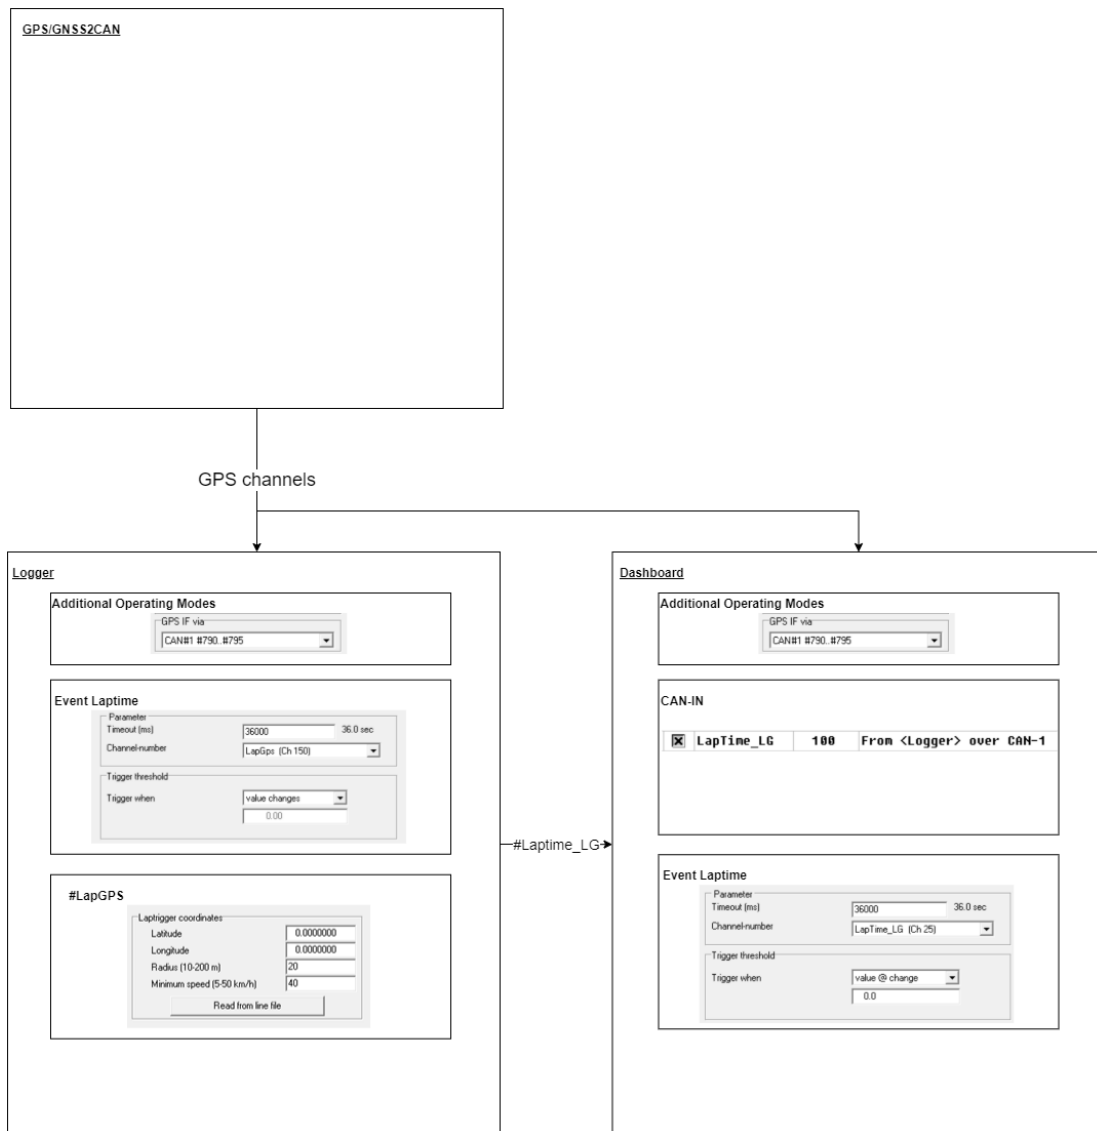 GPS/GNSS2CAN
GPS channels
Logger
Additional Operating Modes
GPS IF via
CAN#1 #790..#795
Event Laptime
Parameter
Timeout (ms) 36000 36.0 sec
Channel-number LapGps (Ch 150)
Trigger threshold
Trigger when value changes
0.00
#LapGPS
Laptrigger coordinates
Latitude 0.0000000
Longitude 0.0000000
Radius (10-200 m) 20
Minimum speed (5-50 km/h) 40
Read from line file
#Laptime_LG
Dashboard
Additional Operating Modes
GPS IF via
CAN#1 #790..#795
CAN-IN
LapTime_LG 100 From <Logger> over CAN-1
Event Laptime
Parameter
Timeout (ms) 36000 36.0 sec
Channel-number LapTime_LG (Ch 25)
Trigger threshold
Trigger when value @ change
0.0